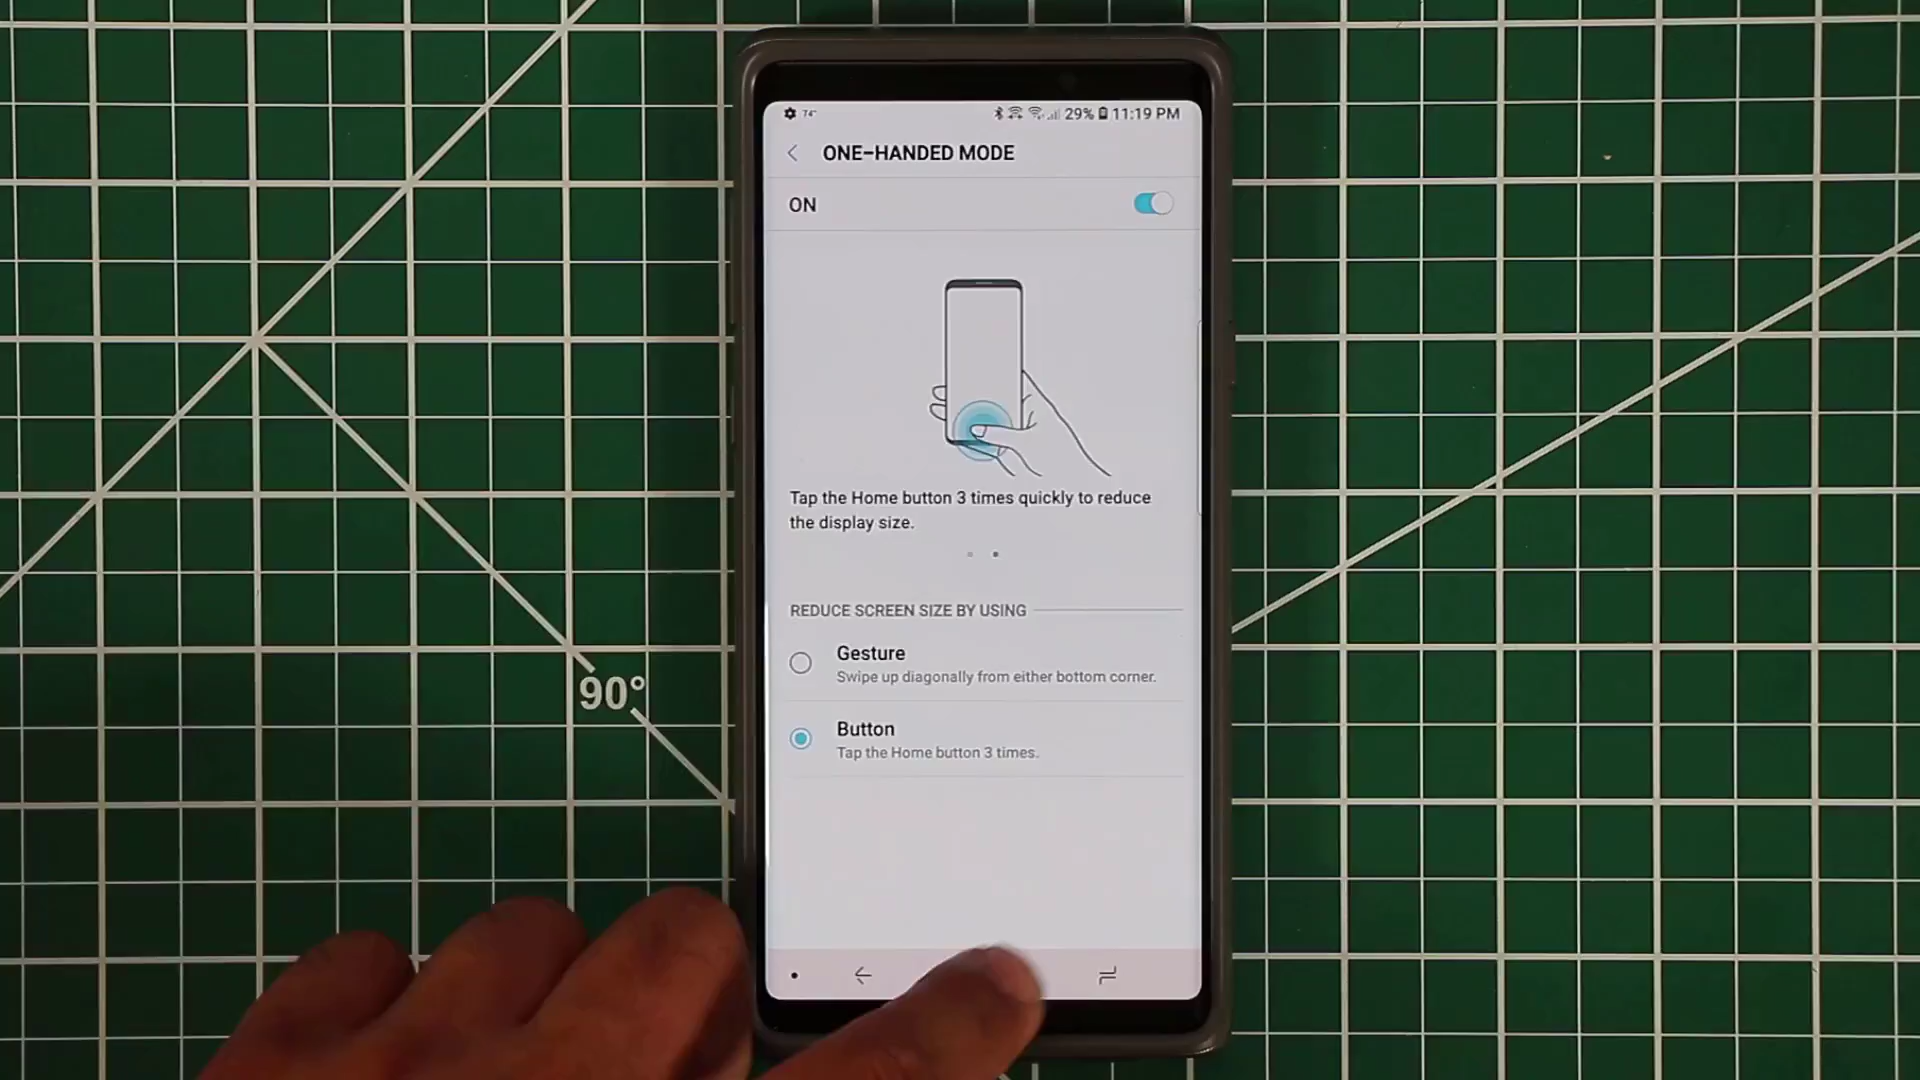 74°
29% 11:19 PM
ONE-HANDED MODE
ON
Tap the Home button 3 times quickly to reduce
the display size.
REDUCE SCREEN SIZE BY USING
Gesture
Swipe up diagonally from either bottom corner.
Button
Tap the Home button 3 times.
90°